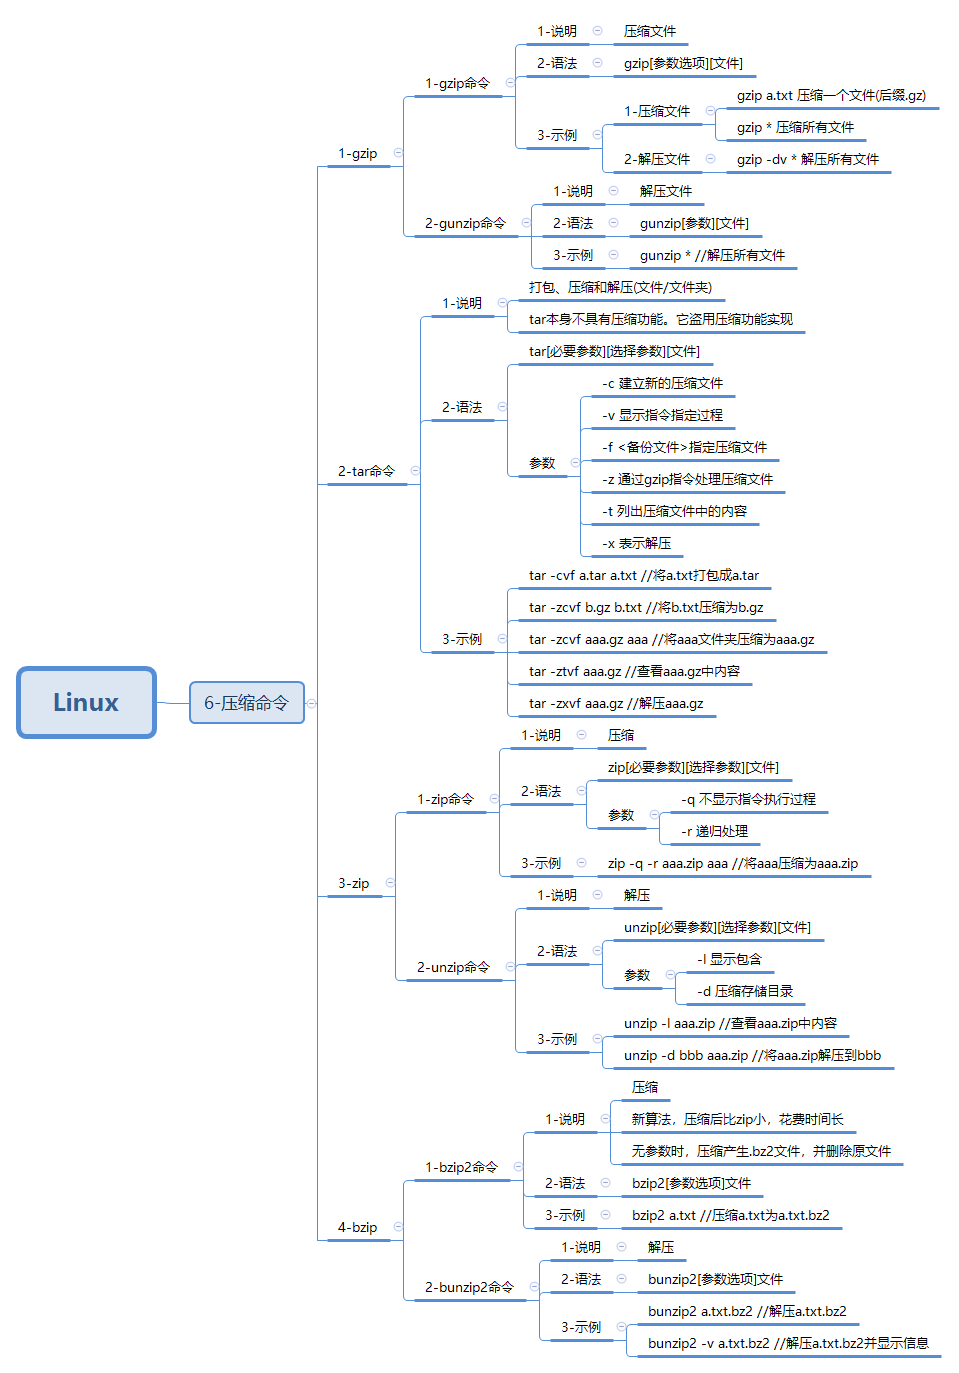 Linux
6-压缩命令
1-gzip
1-gzip命令
1-说明
压缩文件
2-语法
gzip[参数选项][文件]
3-示例
1-压缩文件
gzip a.txt 压缩一个文件(后缀.gz)
gzip * 压缩所有文件
2-解压文件
gzip -dv * 解压所有文件
2-gunzip命令
1-说明
解压文件
2-语法
gunzip[参数][文件]
3-示例
gunzip * //解压所有文件
2-tar命令
1-说明
打包、压缩和解压(文件/文件夹)
tar本身不具有压缩功能。它盗用压缩功能实现
2-语法
tar[必要参数][选择参数][文件]
参数
-c 建立新的压缩文件
-v 显示指令指定过程
-f <备份文件>指定压缩文件
-z 通过gzip指令处理压缩文件
-t 列出压缩文件中的内容
-x 表示解压
3-示例
tar -cvf a.tar a.txt //将a.txt打包成a.tar
tar -zcvf b.gz b.txt //将b.txt压缩为b.gz
tar -zcvf aaa.gz aaa //将aaa文件夹压缩为aaa.gz
tar -ztvf aaa.gz //查看aaa.gz中内容
tar -zxvf aaa.gz //解压aaa.gz
3-zip
1-zip命令
1-说明
压缩
2-语法
zip[必要参数][选择参数][文件]
参数
-q 不显示指令执行过程
-r 递归处理
3-示例
zip -q -r aaa.zip aaa //将aaa压缩为aaa.zip
2-unzip命令
1-说明
解压
2-语法
unzip[必要参数][选择参数][文件]
参数
-l 显示包含
-d 压缩存储目录
3-示例
unzip -l aaa.zip //查看aaa.zip中内容
unzip -d bbb aaa.zip //将aaa.zip解压到bbb
4-bzip
1-bzip2命令
1-说明
压缩
新算法，压缩后比zip小，花费时间长
无参数时，压缩产生.bz2文件，并删除原文件
2-语法
bzip2[参数选项]文件
3-示例
bzip2 a.txt //压缩a.txt为a.txt.bz2
2-bunzip2命令
1-说明
解压
2-语法
bunzip2[参数选项]文件
3-示例
bunzip2 a.txt.bz2 //解压a.txt.bz2
bunzip2 -v a.txt.bz2 //解压a.txt.bz2并显示信息